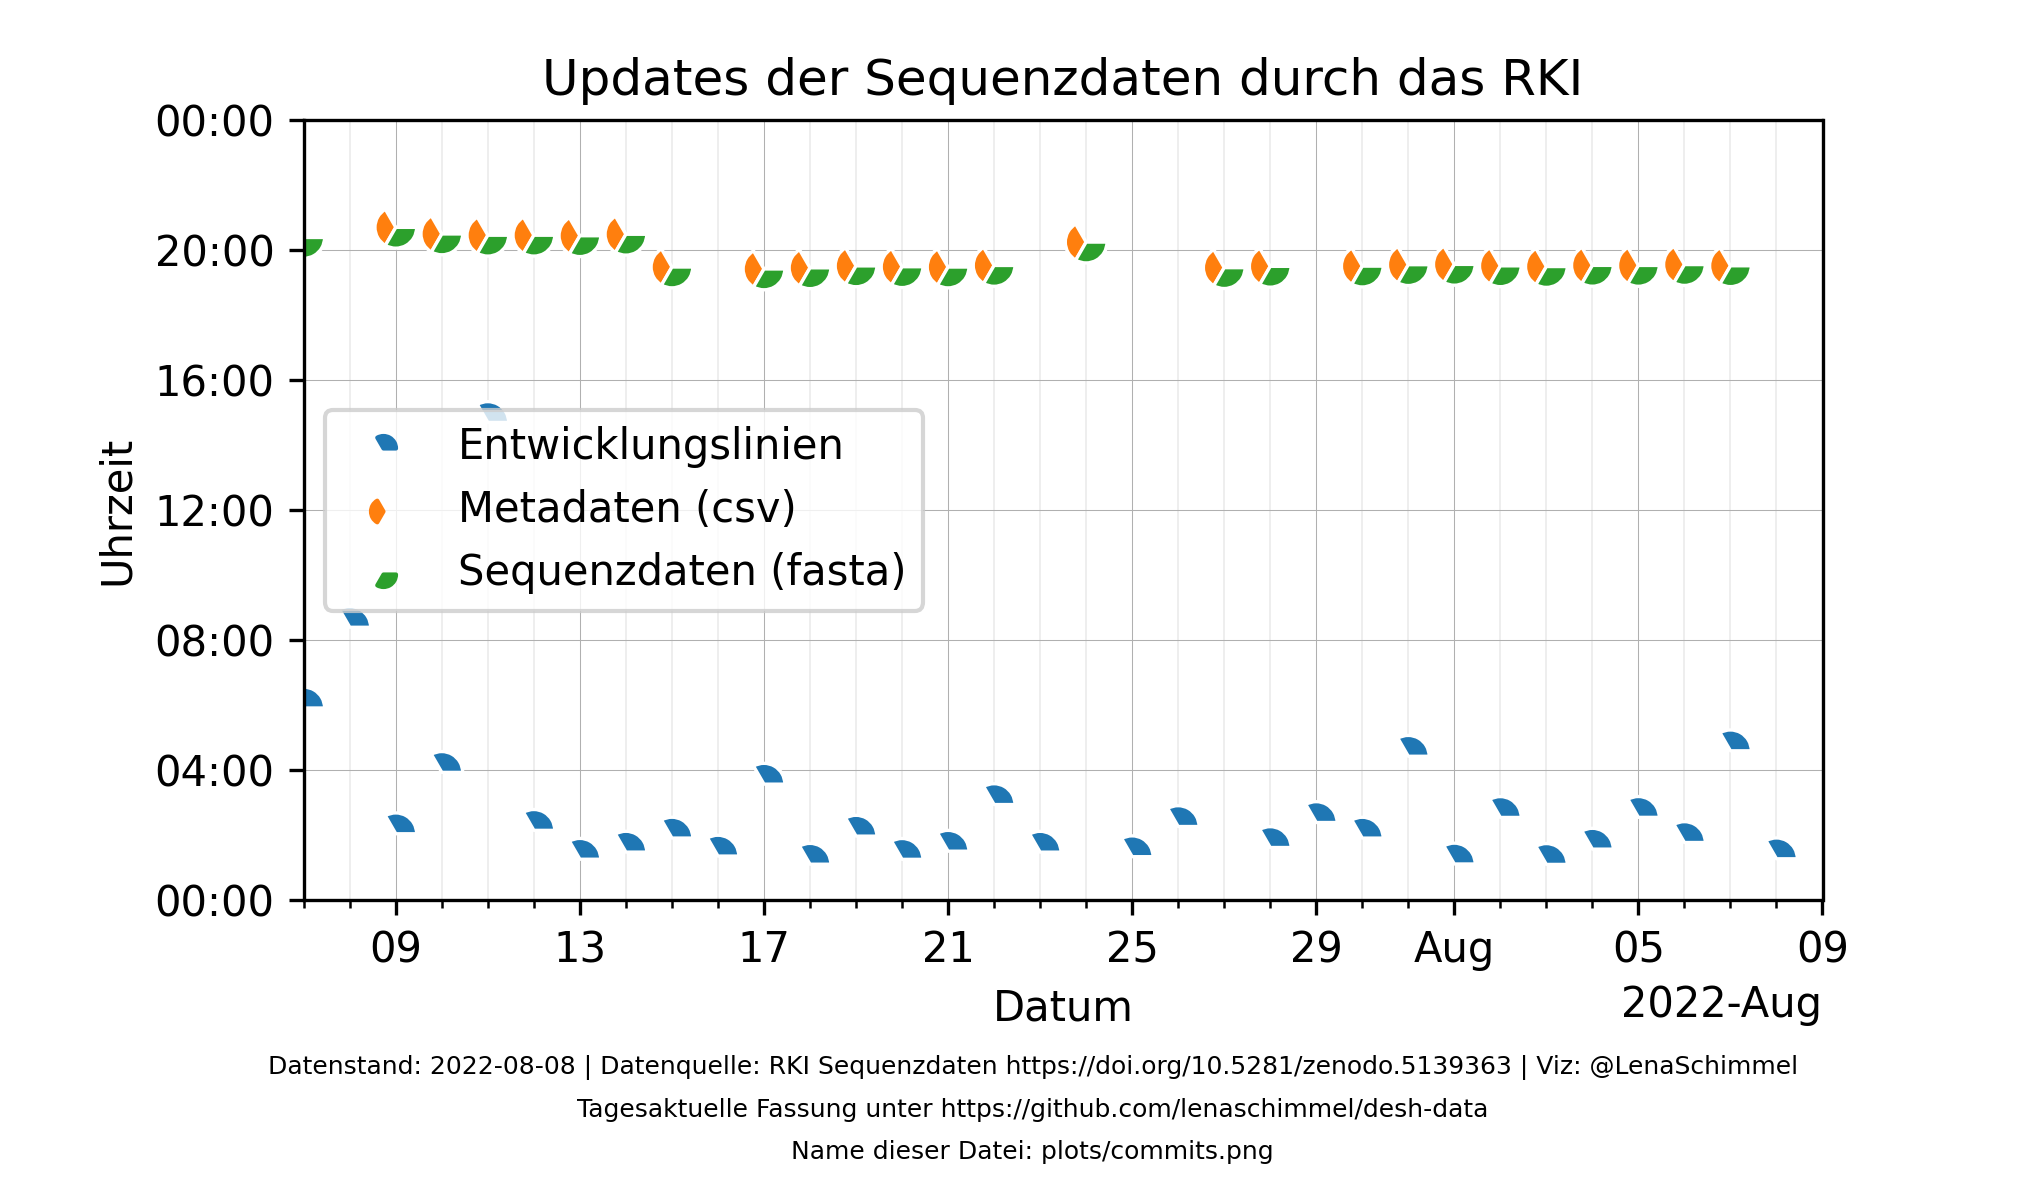 Updates der Sequenzdaten durch das RKI
00:00
20:00
16:00
12:00
08:00
04:00
00:00
Uhrzeit
Entwicklungslinien
Metadaten (csv)
Sequenzdaten (fasta)
09 13 17 21 25 29 Aug 05 09
Datum
2022-Aug
Datenstand: 2022-08-08 | Datenquelle: RKI Sequenzdaten https://doi.org/10.5281/zenodo.5139363 | Viz: @LenaSchimmel
Tagesaktuelle Fassung unter https://github.com/lenaschimmel/desh-data
Name dieser Datei: plots/commits.png